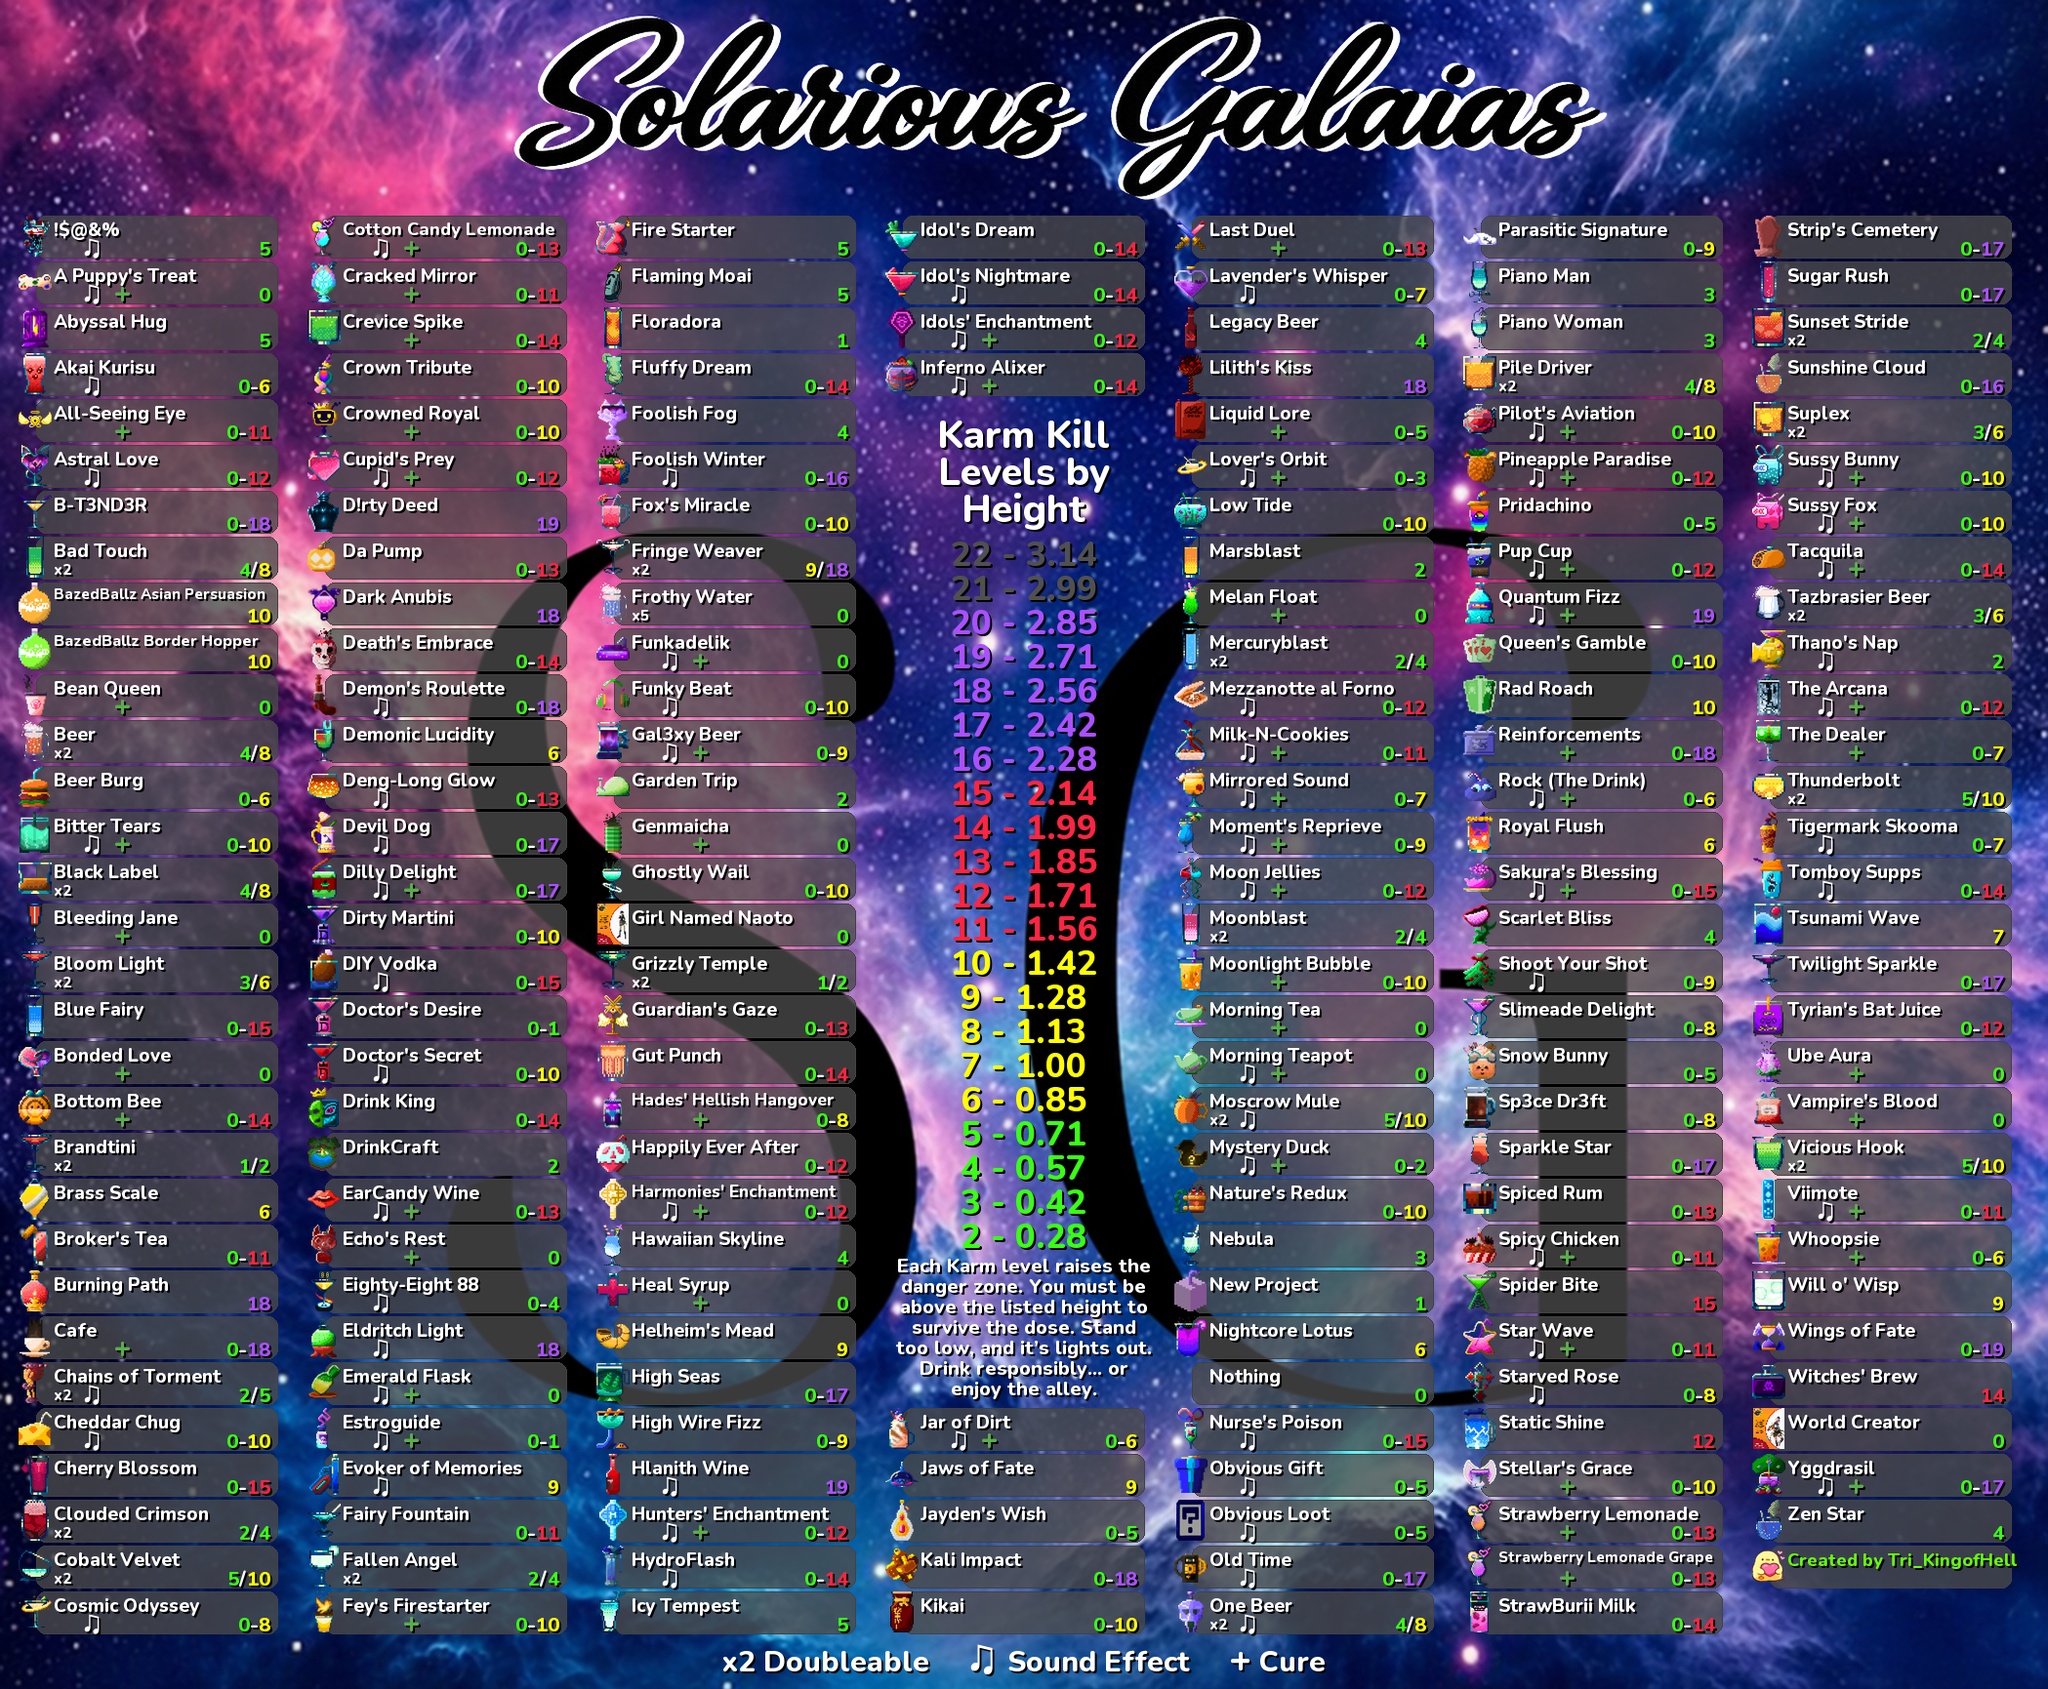 Solarious Galaias
!$@&%
♫ 5
A Puppy's Treat
♫ + 0
Abyssal Hug
5
Akai Kurisu
♫ 0-6
All-Seeing Eye
+ 0-11
Astral Love
♫ 0-12
B-T3ND3R
0-18
Bad Touch
x2 4/8
BazedBallz Asian Persuasion
10
BazedBallz Border Hopper
10
Bean Queen
+ 0
Beer
x2 4/8
Beer Burg
0-6
Bitter Tears
♫ + 0-10
Black Label
x2 4/8
Bleeding Jane
+ 0
Bloom Light
x2 3/6
Blue Fairy
0-15
Bonded Love
+ 0
Bottom Bee
+ 0-14
Brandtini
x2 1/2
Brass Scale
6
Broker's Tea
0-11
Burning Path
18
Cafe
+ 0-18
Chains of Torment
x2 ♫ 2/5
Cheddar Chug
♫ 0-10
Cherry Blossom
0-15
Clouded Crimson
x2 2/4
Cobalt Velvet
x2 5/10
Cosmic Odyssey
♫ 0-8
Cotton Candy Lemonade
♫ + 0-13
Cracked Mirror
+ 0-11
Crevice Spike
+ 0-14
Crown Tribute
0-10
Crowned Royal
+ 0-10
Cupid's Prey
♫ + 0-12
D!rty Deed
19
Da Pump
0-13
Dark Anubis
18
Death's Embrace
0-14
Demon's Roulette
♫ 0-18
Demonic Lucidity
6
Deng-Long Glow
♫ 0-13
Devil Dog
♫ 0-17
Dilly Delight
♫ + 0-17
Dirty Martini
0-10
DIY Vodka
♫ 0-15
Doctor's Desire
0-1
Doctor's Secret
♫ 0-10
Drink King
0-14
DrinkCraft
2
EarCandy Wine
♫ + 0-13
Echo's Rest
+ 0
Eighty-Eight 88
♫ 0-4
Eldritch Light
♫ 18
Emerald Flask
♫ + 0
Estroguide
♫ + 0-1
Evoker of Memories
♫ 9
Fairy Fountain
0-11
Fallen Angel
x2 2/4
Fey's Firestarter
+ 0-10
Fire Starter
5
Flaming Moai
5
Floradora
1
Fluffy Dream
0-14
Foolish Fog
4
Foolish Winter
♫ 0-16
Fox's Miracle
0-10
Fringe Weaver
x2 9/18
Frothy Water
x5 0
Funkadelik
♫ + 0
Funky Beat
♫ 0-10
Gal3xy Beer
♫ + 0-9
Garden Trip
2
Genmaicha
+ 0
Ghostly Wail
0-10
Girl Named Naoto
0
Grizzly Temple
x2 1/2
Guardian's Gaze
0-13
Gut Punch
0-14
Hades' Hellish Hangover
+ 0-8
Happily Ever After
0-12
Harmonies' Enchantment
♫ + 0-12
Hawaiian Skyline
4
Heal Syrup
+ 0
Helheim's Mead
9
High Seas
0-17
High Wire Fizz
0-9
Hlanith Wine
19
Hunters' Enchantment
♫ + 0-12
HydroFlash
♫ 0-14
Icy Tempest
5
Idol's Dream
0-14
Idol's Nightmare
♫ 0-14
Idols' Enchantment
♫ + 0-12
Inferno Alixer
♫ + 0-14
Karm Kill
Levels by
Height
22 - 3.14
21 - 2.99
20 - 2.85
19 - 2.71
18 - 2.56
17 - 2.42
16 - 2.28
15 - 2.14
14 - 1.99
13 - 1.85
12 - 1.71
11 - 1.56
10 - 1.42
9 - 1.28
8 - 1.13
7 - 1.00
6 - 0.85
5 - 0.71
4 - 0.57
3 - 0.42
2 - 0.28
Each Karm level raises the
danger zone. You must be
above the listed height to
survive the dose. Stand
too low, and it's lights out.
Drink responsibly... or
enjoy the alley.
Jar of Dirt
♫ + 0-6
Jaws of Fate
9
Jayden's Wish
0-5
Kali Impact
0-18
Kikai
0-10
Last Duel
+ 0-13
Lavender's Whisper
♫ 0-7
Legacy Beer
4
Lilith's Kiss
18
Liquid Lore
+ 0-5
Lover's Orbit
♫ + 0-3
Low Tide
0-10
Marsblast
2
Melan Float
+ 0
Mercuryblast
x2 2/4
Mezzanotte al Forno
♫ 0-12
Milk-N-Cookies
♫ + 0-11
Mirrored Sound
♫ + 0-7
Moment's Reprieve
♫ + 0-9
Moon Jellies
♫ + 0-12
Moonblast
x2 2/4
Moonlight Bubble
+ 0-10
Morning Tea
+ 0
Morning Teapot
♫ + 0
Moscrow Mule
x2 ♫ 5/10
Mystery Duck
♫ + 0-2
Nature's Redux
0-10
Nebula
3
New Project
1
Nightcore Lotus
6
Nothing
0
Nurse's Poison
♫ 0-15
Obvious Gift
♫ 0-5
Obvious Loot
♫ 0-5
Old Time
♫ 0-17
One Beer
x2 ♫ 4/8
Parasitic Signature
0-9
Piano Man
3
Piano Woman
3
Pile Driver
x2 4/8
Pilot's Aviation
♫ + 0-10
Pineapple Paradise
♫ + 0-12
Pridachino
0-5
Pup Cup
♫ + 0-12
Quantum Fizz
♫ + 19
Queen's Gamble
0-10
Rad Roach
10
Reinforcements
+ 0-18
Rock (The Drink)
♫ + 0-6
Royal Flush
6
Sakura's Blessing
♫ + 0-15
Scarlet Bliss
4
Shoot Your Shot
♫ 0-9
Slimeade Delight
0-8
Snow Bunny
0-5
Sp3ce Dr3ft
0-8
Sparkle Star
0-17
Spiced Rum
0-13
Spicy Chicken
♫ + 0-11
Spider Bite
15
Star Wave
♫ + 0-11
Starved Rose
♫ 0-8
Static Shine
12
Stellar's Grace
+ 0-10
Strawberry Lemonade
+ 0-13
Strawberry Lemonade Grape
+ 0-13
StrawBurii Milk
0-14
Strip's Cemetery
0-17
Sugar Rush
0-17
Sunset Stride
x2 2/4
Sunshine Cloud
0-16
Suplex
x2 3/6
Sussy Bunny
♫ + 0-10
Sussy Fox
♫ + 0-10
Tacquila
♫ + 0-14
Tazbrasier Beer
x2 3/6
Thano's Nap
♫ 2
The Arcana
♫ + 0-12
The Dealer
+ 0-7
Thunderbolt
x2 5/10
Tigermark Skooma
♫ 0-7
Tomboy Supps
♫ 0-14
Tsunami Wave
7
Twilight Sparkle
0-17
Tyrian's Bat Juice
0-12
Ube Aura
+ 0
Vampire's Blood
+ 0
Vicious Hook
x2 5/10
Viimote
♫ + 0-11
Whoopsie
+ 0-6
Will o' Wisp
9
Wings of Fate
0-19
Witches' Brew
14
World Creator
0
Yggdrasil
♫ + 0-17
Zen Star
4
Created by Tri_KingofHell
x2 Doubleable ♫ Sound Effect + Cure